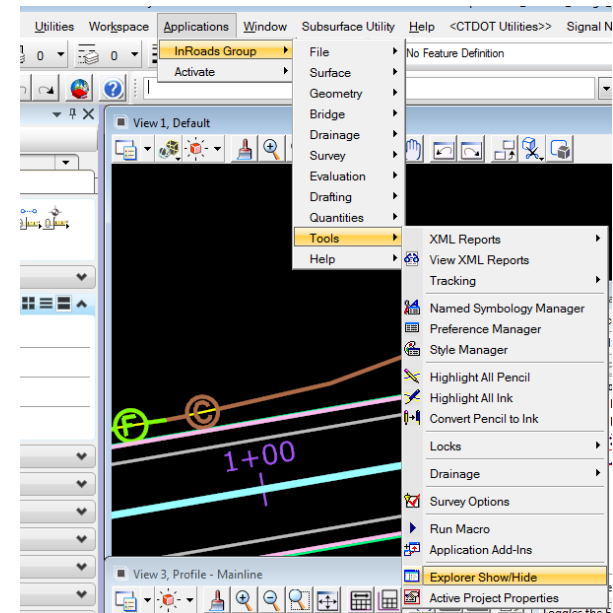 Utilities Workspace Applications Window Subsurface Utility Help <CTDOT Utilities>> Signal N
0 0 InRoads Group File No Feature Definition
Activate Surface
Geometry
View 1, Default Bridge
Drainage
Survey
Evaluation
Drafting
Quantities
Tools XML Reports
Help View XML Reports
Tracking
Named Symbology Manager
Preference Manager
Style Manager
Highlight All Pencil
Highlight All Ink
C
F Convert Pencil to Ink
1+00 Locks
Drainage
Survey Options
Run Macro
Application Add-Ins
View 3, Profile - Mainline Explorer Show/Hide
Active Project Properties